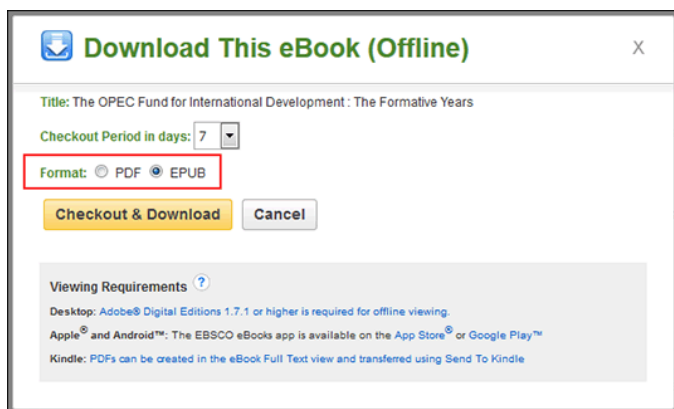 Download This eBook (Offline) X
Title: The OPEC Fund for International Development : The Formative Years
Checkout Period in days: 7
Format: PDF EPUB
Checkout & Download Cancel
Viewing Requirements ?
Desktop: Adobe® Digital Editions 1.7.1 or higher is required for offline viewing.
Apple® and Android™: The EBSCO eBooks app is available on the App Store® or Google Play™
Kindle: PDFs can be created in the eBook Full Text view and transferred using Send To Kindle